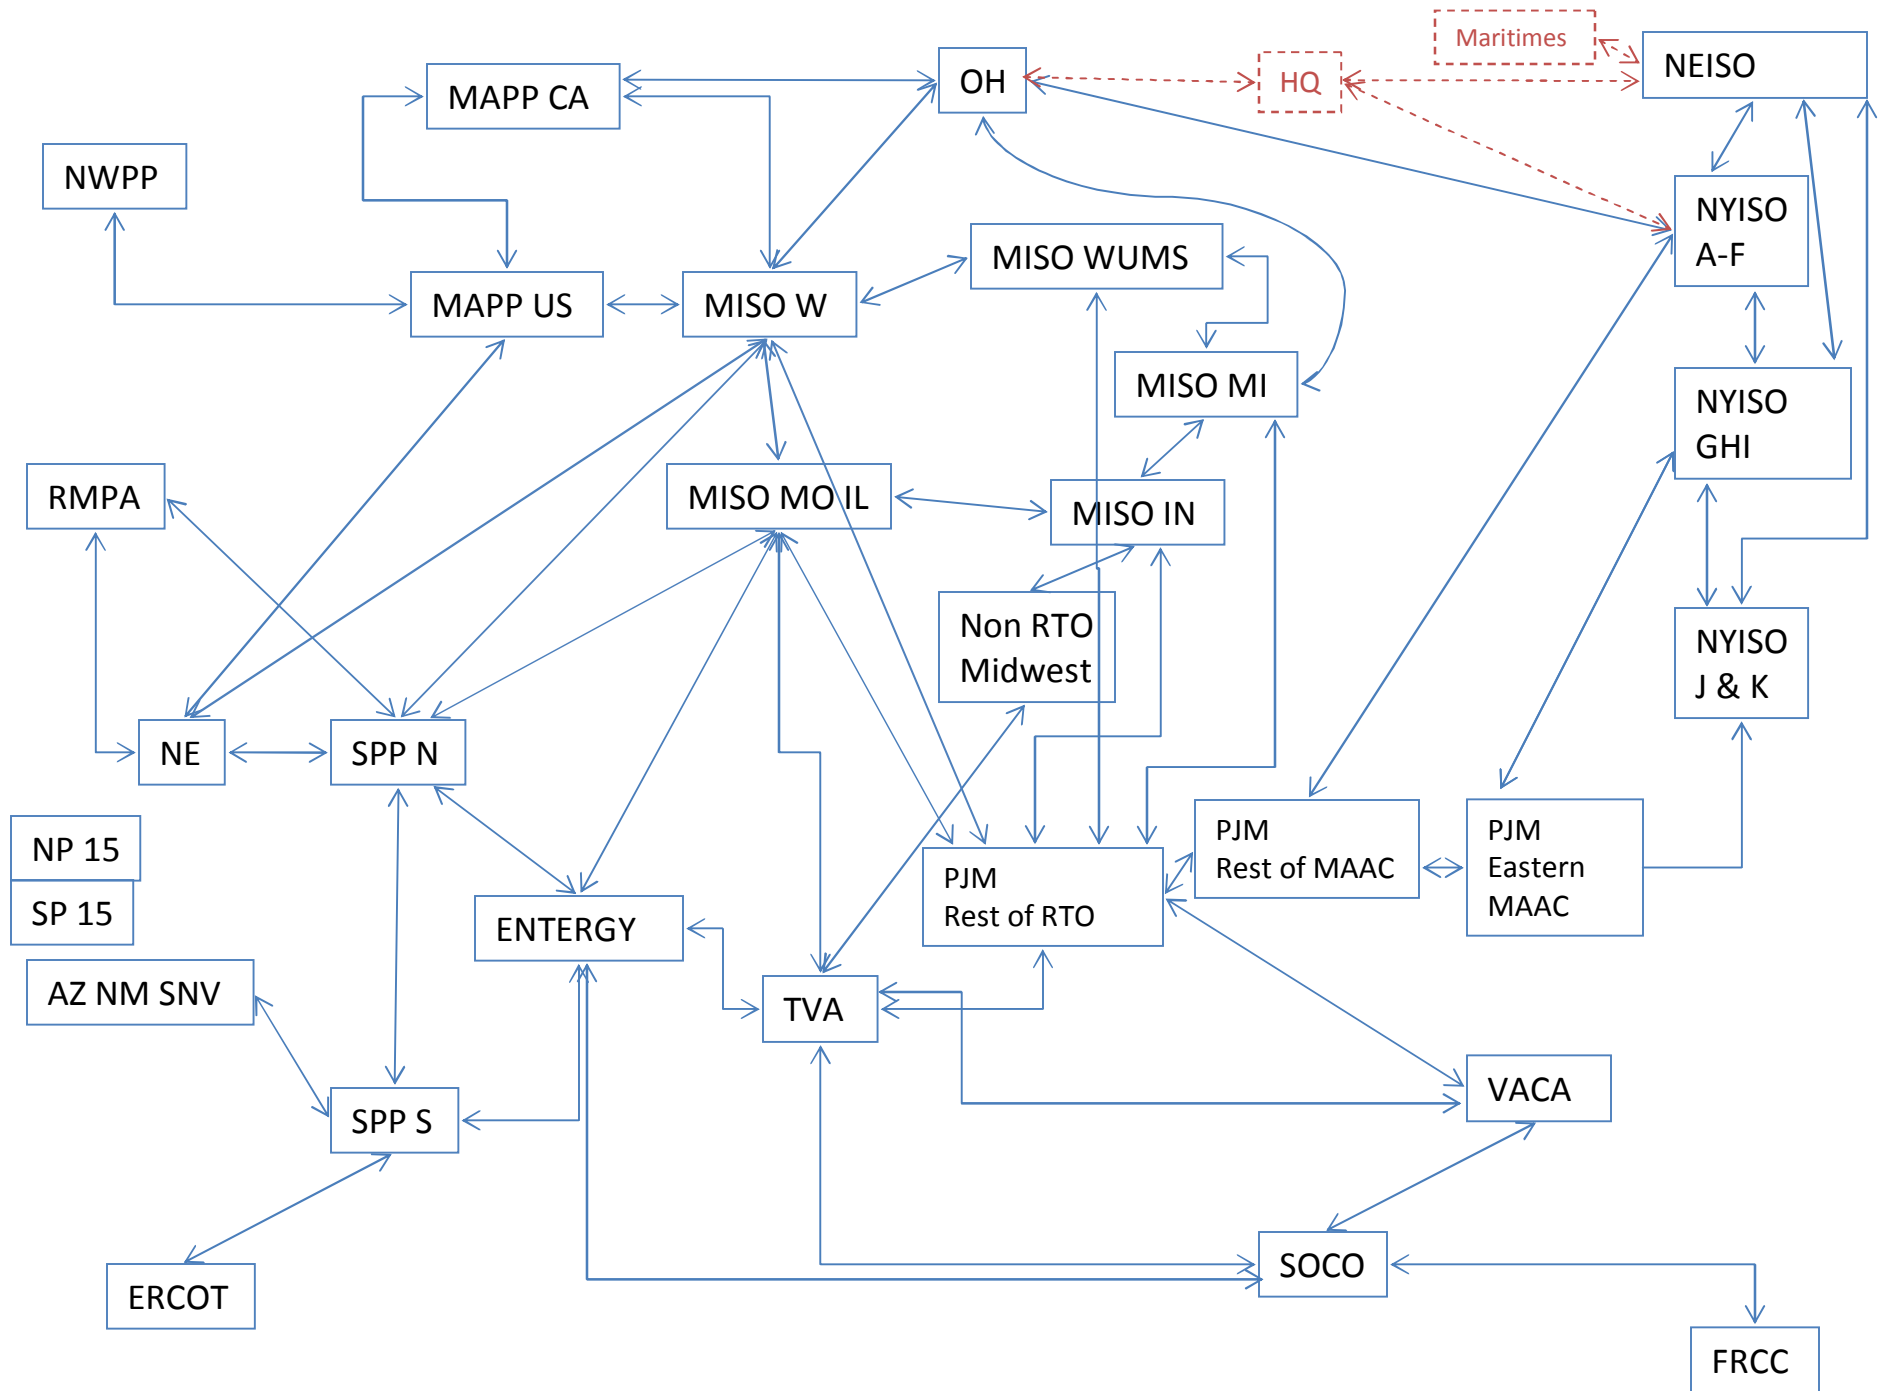 Maritimes
NEISO
OH
HQ
MAPP CA
NWPP
NYISO
A-F
MISO WUMS
MAPP US
MISO W
MISO MI
NYISO
GHI
RMPA
MISO MO IL
MISO IN
Non RTO
Midwest
NYISO
J & K
NE
SPP N
NP 15
SP 15
PJM
Rest of MAAC
PJM
Eastern
MAAC
PJM
Rest of RTO
ENTERGY
AZ NM SNV
TVA
VACA
SPP S
SOCO
ERCOT
FRCC